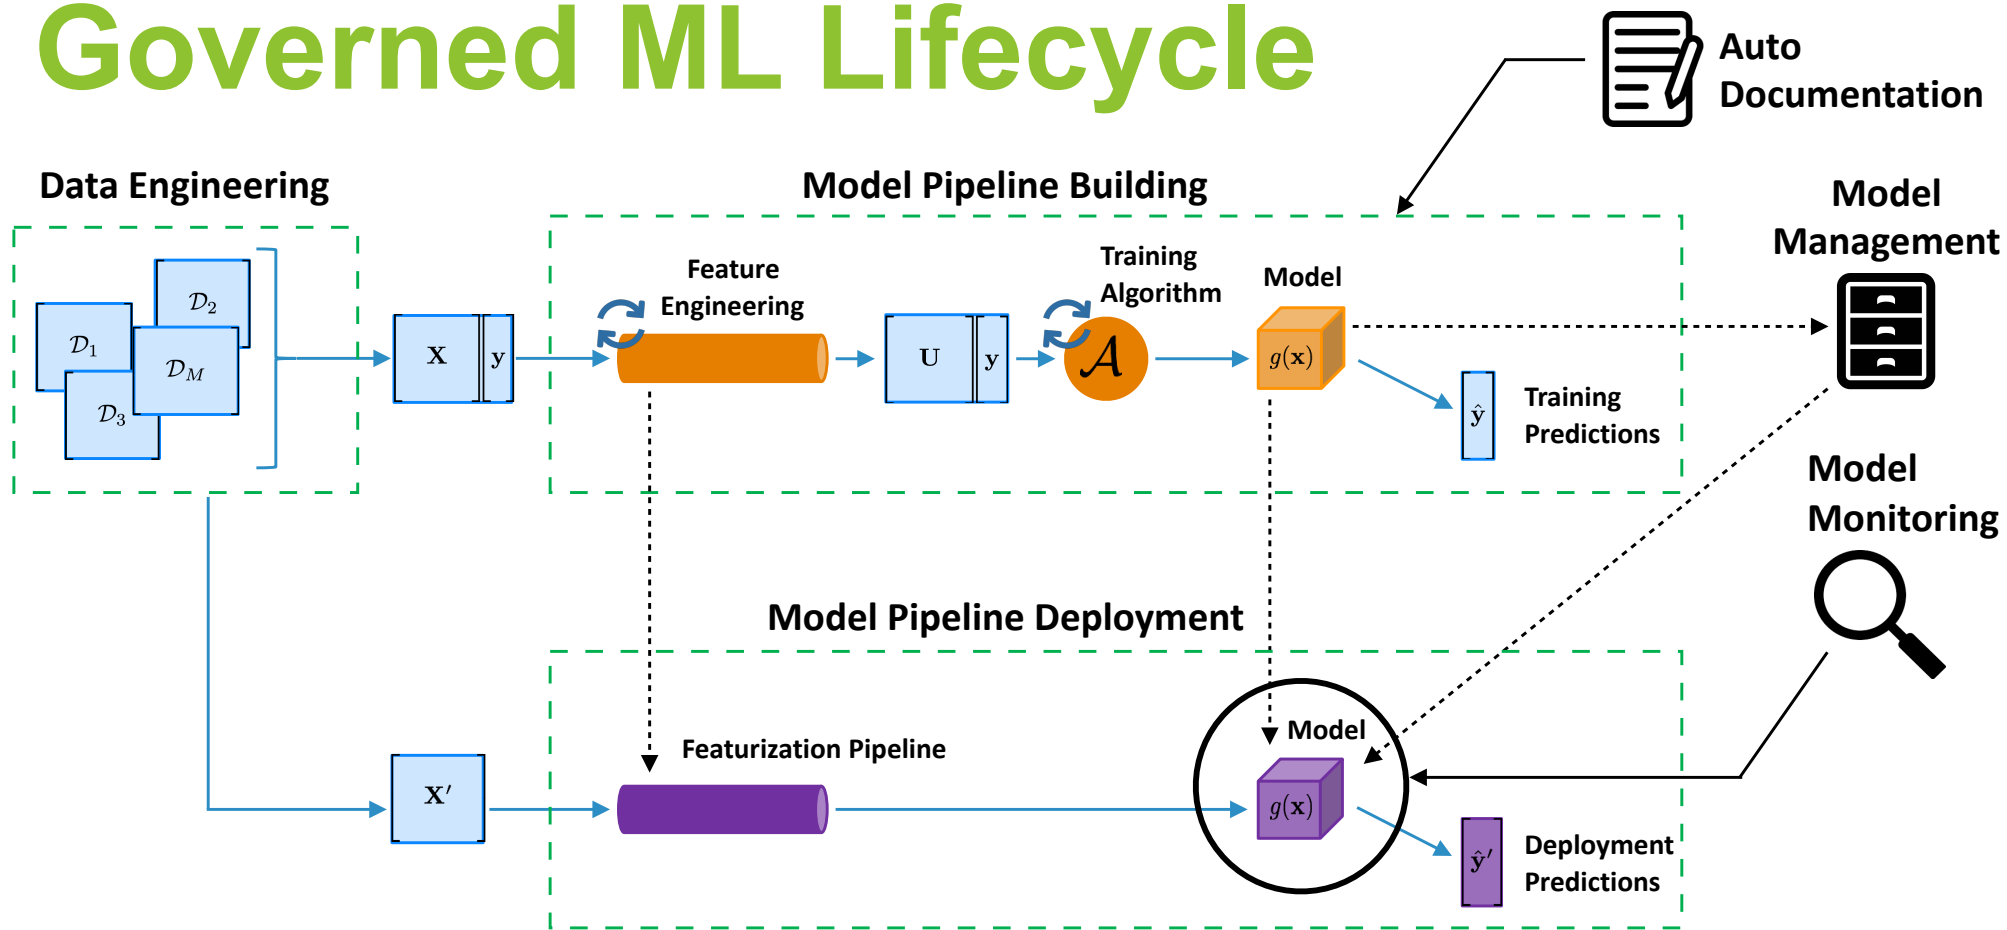 Governed ML Lifecycle
Auto
Documentation
Data Engineering
Model Pipeline Building
Model
Management
𝒟₁
𝒟₂
𝒟₃
𝒟_M
X
y
Feature
Engineering
U
y
Training
Algorithm
𝒜
Model
g(x)
ŷ
Training
Predictions
Model
Monitoring
Model Pipeline Deployment
X′
Featurization Pipeline
Model
g(x)
ŷ′
Deployment
Predictions